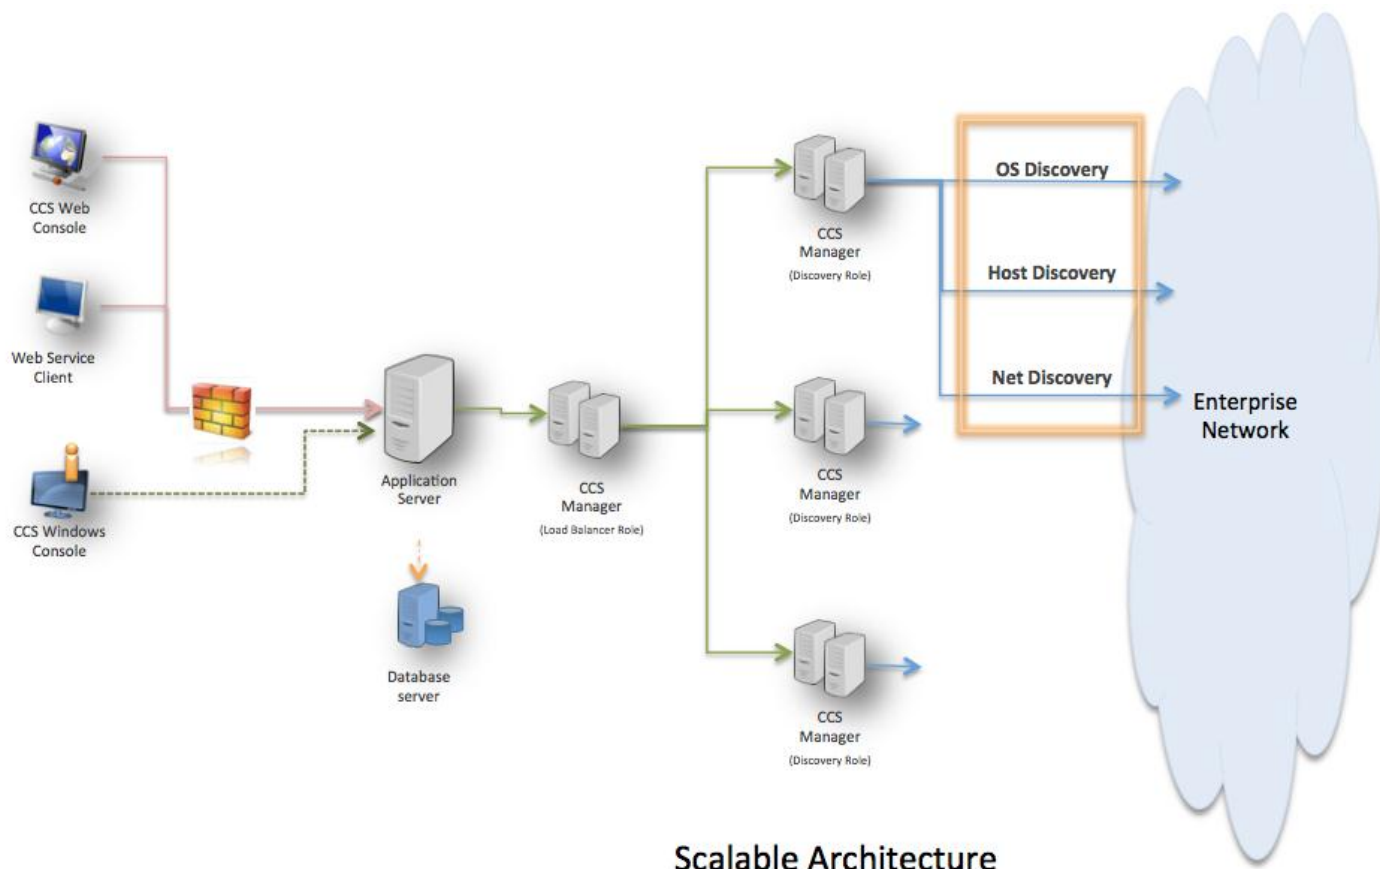 CCS Web
Console
Web Service
Client
CCS Windows
Console
Application
Server
Database
server
CCS
Manager
(Load Balancer Role)
CCS
Manager
(Discovery Role)
CCS
Manager
(Discovery Role)
CCS
Manager
(Discovery Role)
OS Discovery
Host Discovery
Net Discovery
Enterprise
Network
Scalable Architecture